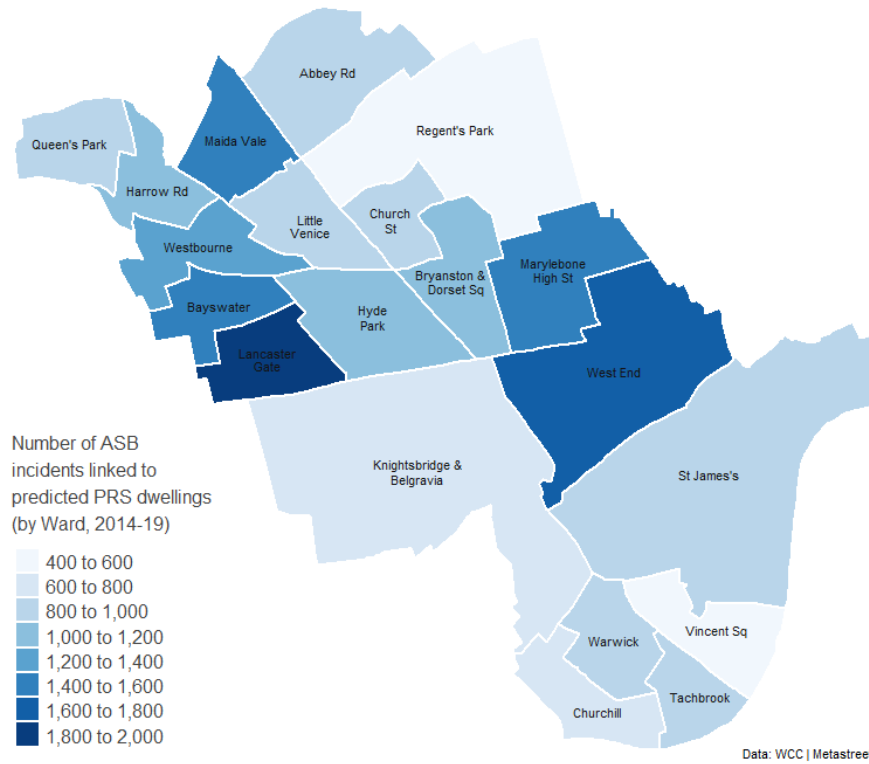 Abbey Rd
Regent's Park
Maida Vale
Queen's Park
Harrow Rd
Little
Venice
Church
St
Westbourne
Marylebone
High St
Bryanston &
Dorset Sq
Bayswater
Hyde
Park
Lancaster
Gate
West End
Knightsbridge &
Belgravia
St James's
Number of ASB
incidents linked to
predicted PRS dwellings
(by Ward, 2014-19)
400 to 600
600 to 800
800 to 1,000
1,000 to 1,200
1,200 to 1,400
1,400 to 1,600
1,600 to 1,800
1,800 to 2,000
Vincent Sq
Warwick
Tachbrook
Churchill
Data: WCC | Metastree